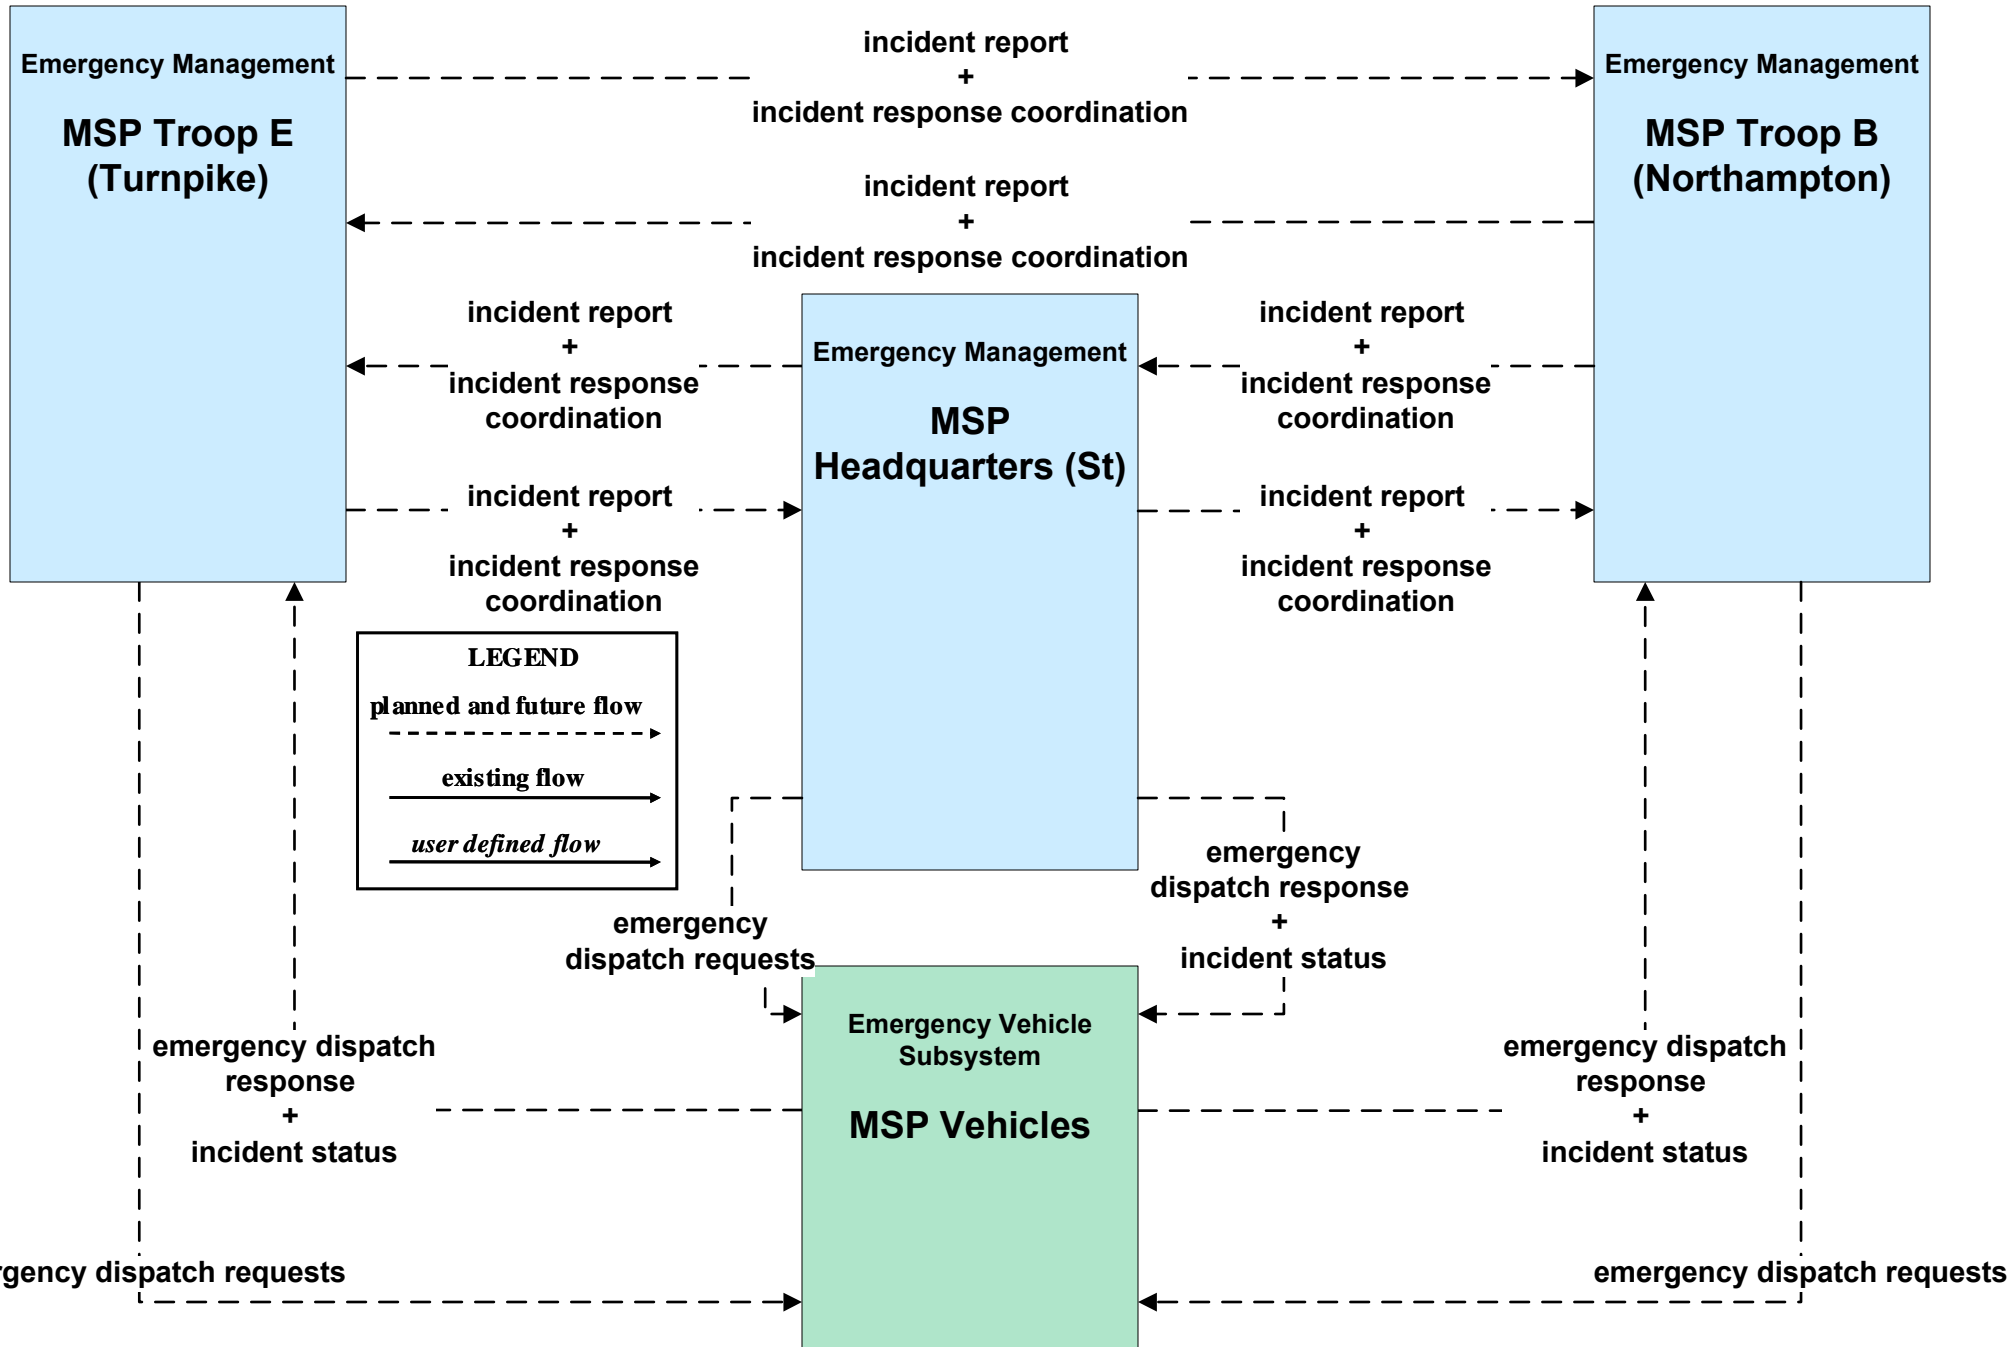 Emergency Management
MSP Troop E
(Turnpike)
incident report
+
incident response coordination
Emergency Management
MSP Troop B
(Northampton)
incident report
+
incident response coordination
incident report
+
incident response
coordination
Emergency Management
MSP
Headquarters (St)
incident report
+
incident response
coordination
incident report
+
incident response
coordination
incident report
+
incident response
coordination
LEGEND
planned and future flow
existing flow
user defined flow
emergency
dispatch requests
emergency
dispatch response
+
incident status
Emergency Vehicle
Subsystem
MSP Vehicles
emergency dispatch
response
+
incident status
emergency dispatch
response
+
incident status
rgency dispatch requests
emergency dispatch requests